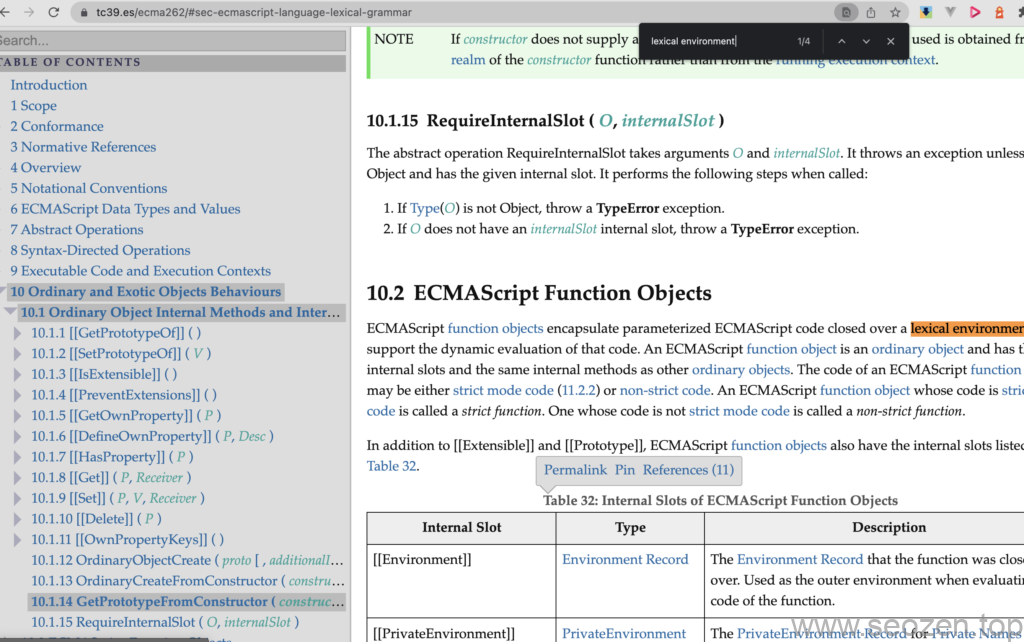 tc39.es/ecma262/#sec-ecmascript-language-lexical-grammar
lexical environment
1/4
Search...
TABLE OF CONTENTS
Introduction
1 Scope
2 Conformance
3 Normative References
4 Overview
5 Notational Conventions
6 ECMAScript Data Types and Values
7 Abstract Operations
8 Syntax-Directed Operations
9 Executable Code and Execution Contexts
10 Ordinary and Exotic Objects Behaviours
10.1 Ordinary Object Internal Methods and Inter...
10.1.1 [[GetPrototypeOf]] ( )
10.1.2 [[SetPrototypeOf]] ( V )
10.1.3 [[IsExtensible]] ( )
10.1.4 [[PreventExtensions]] ( )
10.1.5 [[GetOwnProperty]] ( P )
10.1.6 [[DefineOwnProperty]] ( P, Desc )
10.1.7 [[HasProperty]] ( P )
10.1.8 [[Get]] ( P, Receiver )
10.1.9 [[Set]] ( P, V, Receiver )
10.1.10 [[Delete]] ( P )
10.1.11 [[OwnPropertyKeys]] ( )
10.1.12 OrdinaryObjectCreate ( proto [ , additionalI...
10.1.13 OrdinaryCreateFromConstructor ( constru...
10.1.14 GetPrototypeFromConstructor ( construc...
10.1.15 RequireInternalSlot ( O, internalSlot )
NOTE If constructor does not supply a used is obtained fr
realm of the constructor function rather than from the running execution context.
10.1.15 RequireInternalSlot ( O, internalSlot )
The abstract operation RequireInternalSlot takes arguments O and internalSlot. It throws an exception unless
Object and has the given internal slot. It performs the following steps when called:
1. If Type(O) is not Object, throw a TypeError exception.
2. If O does not have an internalSlot internal slot, throw a TypeError exception.
10.2 ECMAScript Function Objects
ECMAScript function objects encapsulate parameterized ECMAScript code closed over a lexical environmen
support the dynamic evaluation of that code. An ECMAScript function object is an ordinary object and has th
internal slots and the same internal methods as other ordinary objects. The code of an ECMAScript function
may be either strict mode code (11.2.2) or non-strict code. An ECMAScript function object whose code is stric
code is called a strict function. One whose code is not strict mode code is called a non-strict function.
In addition to [[Extensible]] and [[Prototype]], ECMAScript function objects also have the internal slots listed
Table 32.
Permalink Pin References (11)
Table 32: Internal Slots of ECMAScript Function Objects
Internal Slot Type Description
[[Environment]] Environment Record The Environment Record that the function was close
over. Used as the outer environment when evaluatin
code of the function.
[[PrivateEnvironment]] PrivateEnvironment The PrivateEnvironment Record for Private Names
www.seozen.top